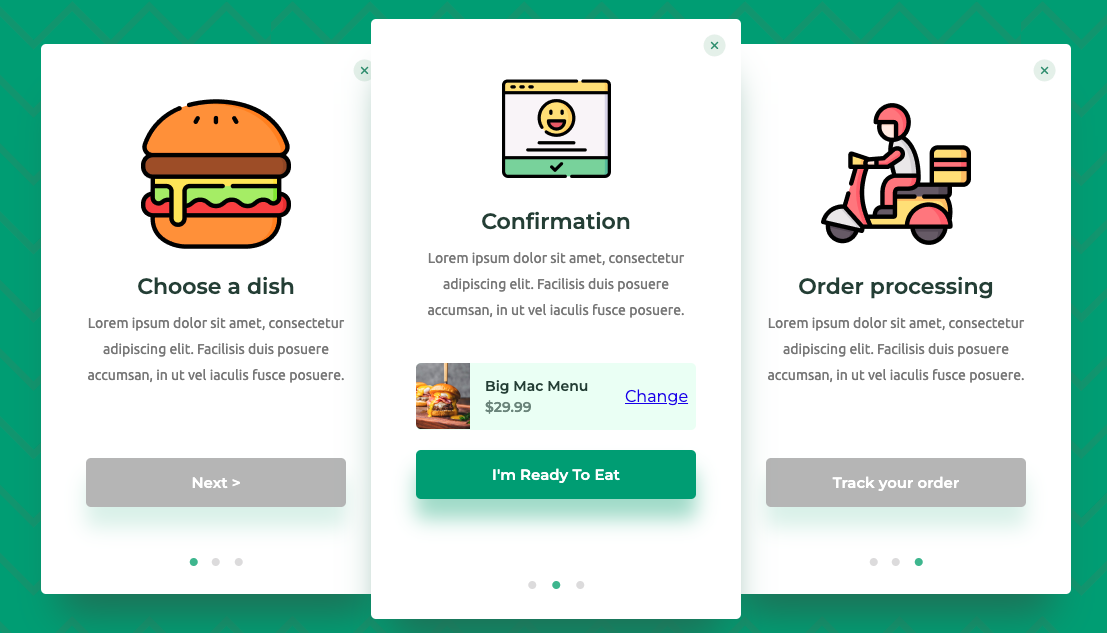 Choose a dish
Lorem ipsum dolor sit amet, consectetur
adipiscing elit. Facilisis duis posuere
accumsan, in ut vel iaculis fusce posuere.
Next >
Confirmation
Lorem ipsum dolor sit amet, consectetur
adipiscing elit. Facilisis duis posuere
accumsan, in ut vel iaculis fusce posuere.
Big Mac Menu
$29.99
Change
I'm Ready To Eat
Order processing
Lorem ipsum dolor sit amet, consectetur
adipiscing elit. Facilisis duis posuere
accumsan, in ut vel iaculis fusce posuere.
Track your order